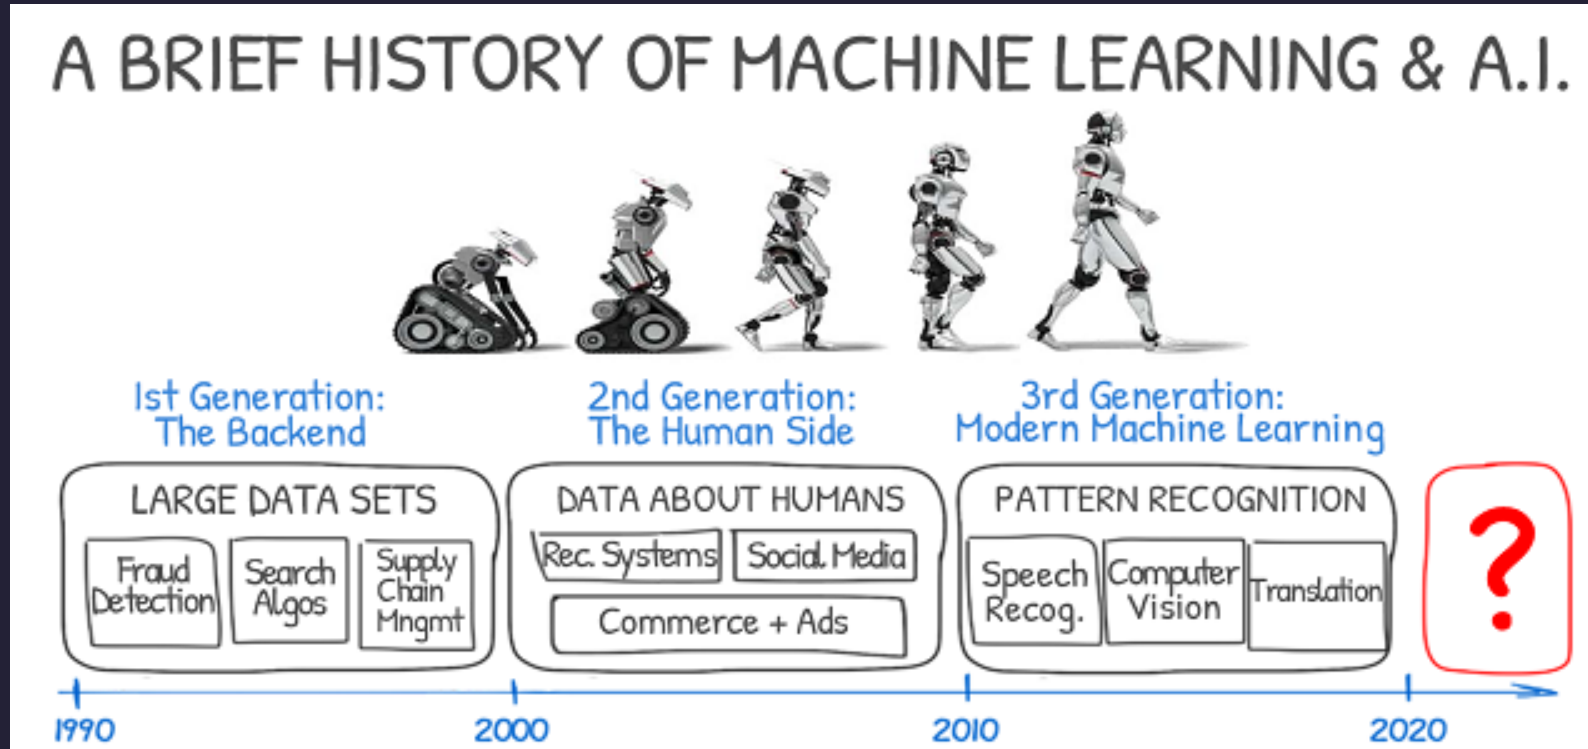 A BRIEF HISTORY OF MACHINE LEARNING & A.I.
1st Generation:
The Backend
2nd Generation:
The Human Side
3rd Generation:
Modern Machine Learning
LARGE DATA SETS
Fraud
Detection
Search
Algos
Supply
Chain
Mngmt
DATA ABOUT HUMANS
Rec. Systems
Social Media
Commerce + Ads
PATTERN RECOGNITION
Speech
Recog.
Computer
Vision
Translation
?
1990
2000
2010
2020